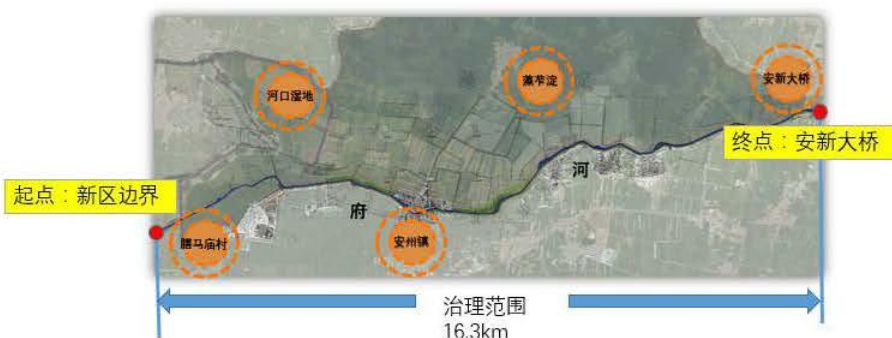 河口湿地
藻苲淀
安新大桥
终点：安新大桥
起点：新区边界
府
河
膳马庙村
安州镇
治理范围
16.3km